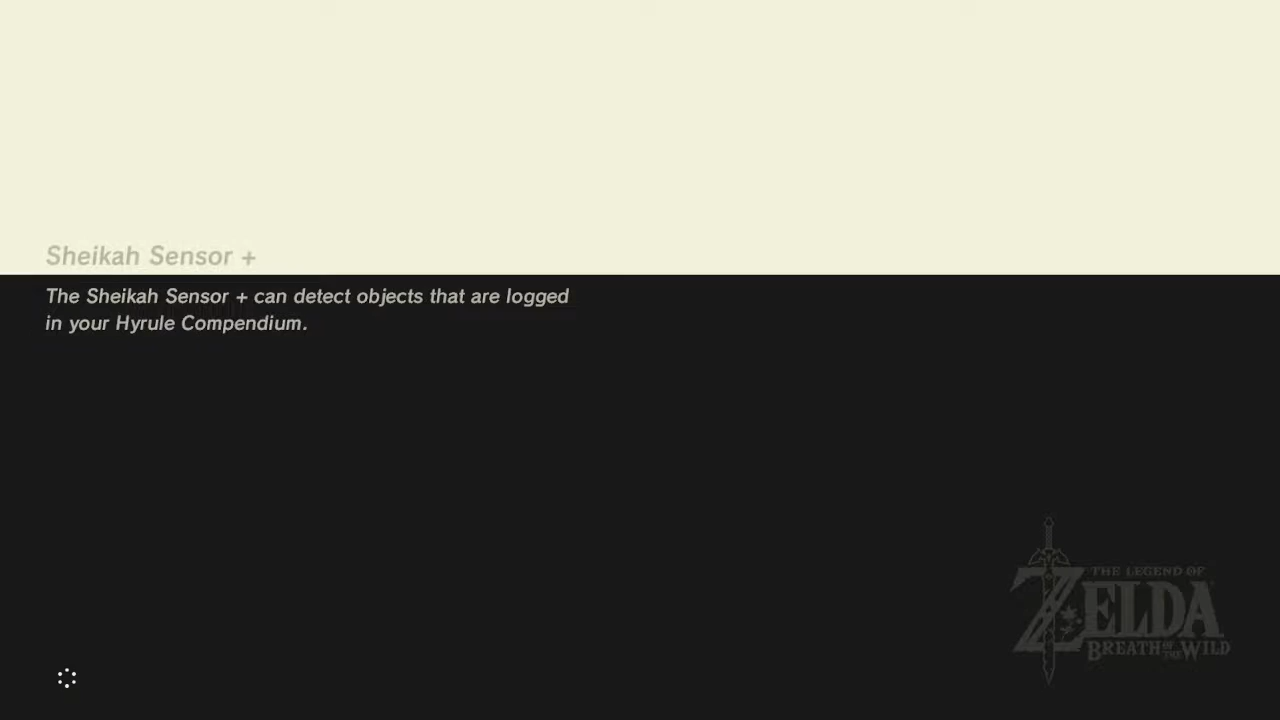 Sheikah Sensor +
The Sheikah Sensor + can detect objects that are logged
in your Hyrule Compendium.
THE LEGEND OF
ZELDA
BREATH OF THE WILD